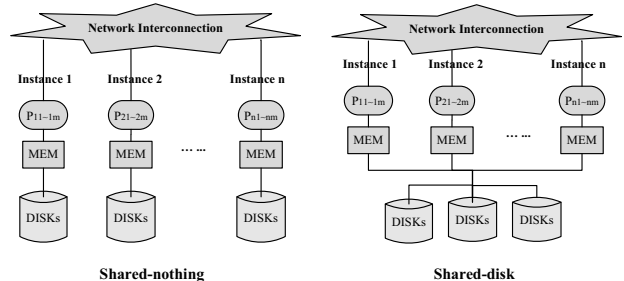 Network Interconnection
Instance 1 Instance 2 Instance n
P11–1m P21–2m Pn1–nm
MEM MEM ... ... MEM
DISKs DISKs DISKs
Shared-nothing
Network Interconnection
Instance 1 Instance 2 Instance n
P11–1m P21–2m Pn1–nm
MEM MEM ... ... MEM
DISKs DISKs DISKs
Shared-disk